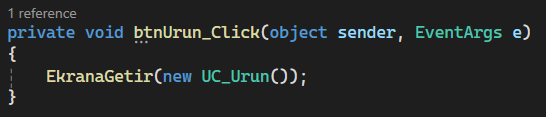 1 reference
private void btnUrun_Click(object sender, EventArgs e)
{
EkranaGetir(new UC_Urun());
}